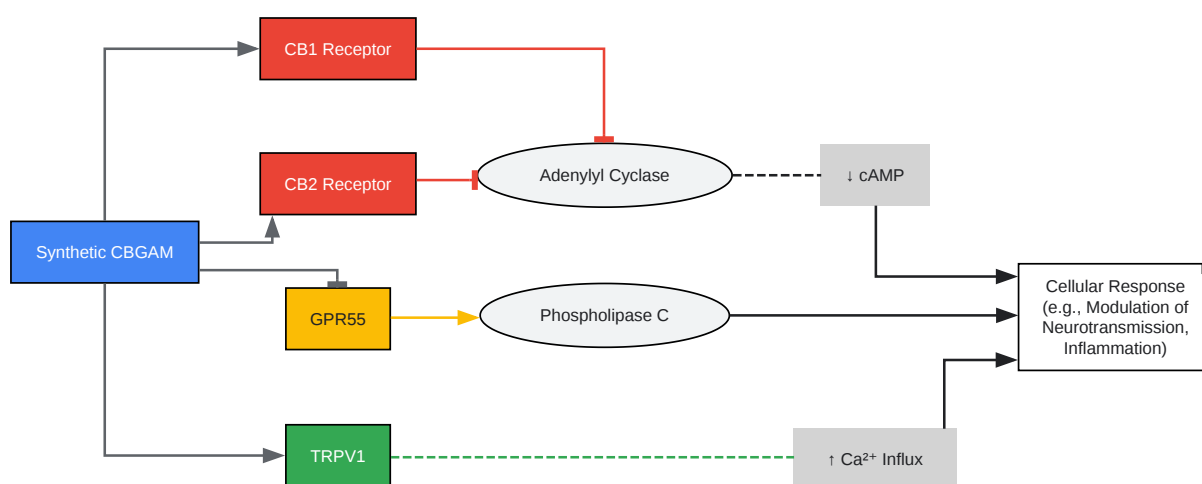 CB1 Receptor
CB2 Receptor
Adenylyl Cyclase
↓ cAMP
Synthetic CBGAM
GPR55
Phospholipase C
Cellular Response
(e.g., Modulation of
Neurotransmission,
Inflammation)
TRPV1
↑ Ca²⁺ Influx